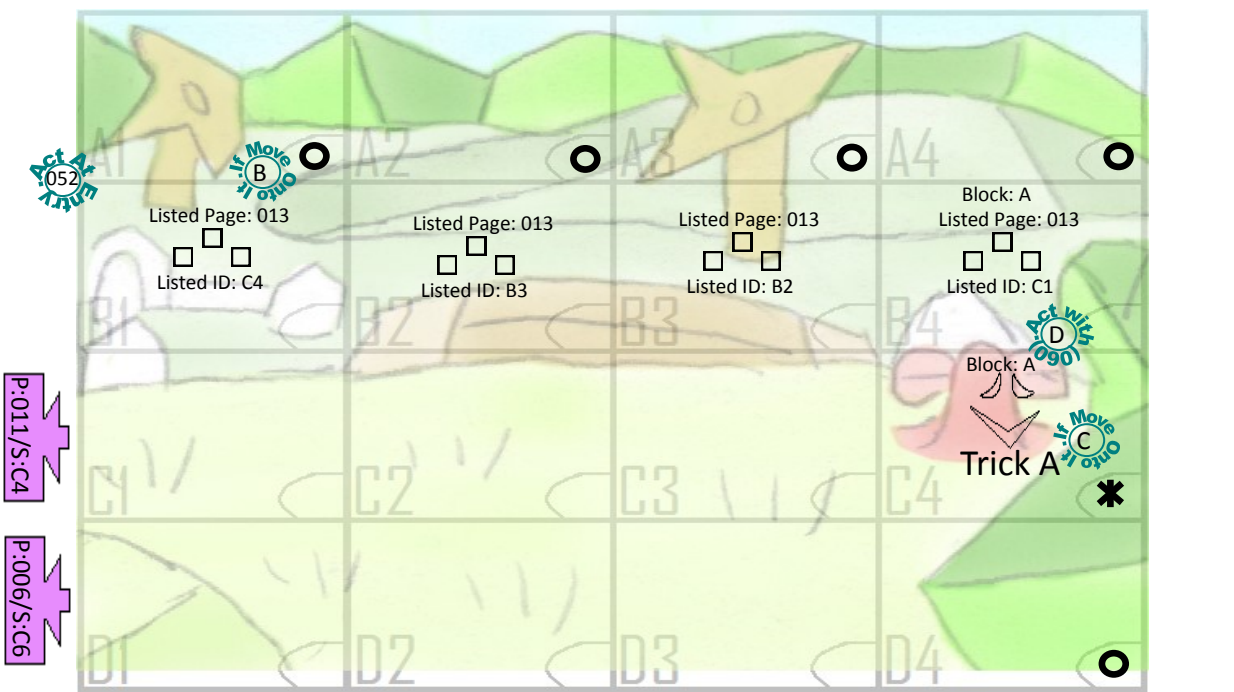 A1
A2
A3
A4
Act At Entry
052
If Move Onto It.
B
Block: A
Listed Page: 013
Listed ID: C4
Listed Page: 013
Listed ID: B3
Listed Page: 013
Listed ID: B2
Listed Page: 013
Listed ID: C1
B1
B2
B3
B4
Act with (090)
D
Block: A
P:011/S:C4
If Move Onto It.
C
Trick A
C1
C2
C3
C4
P:006/S:C6
D1
D2
D3
D4